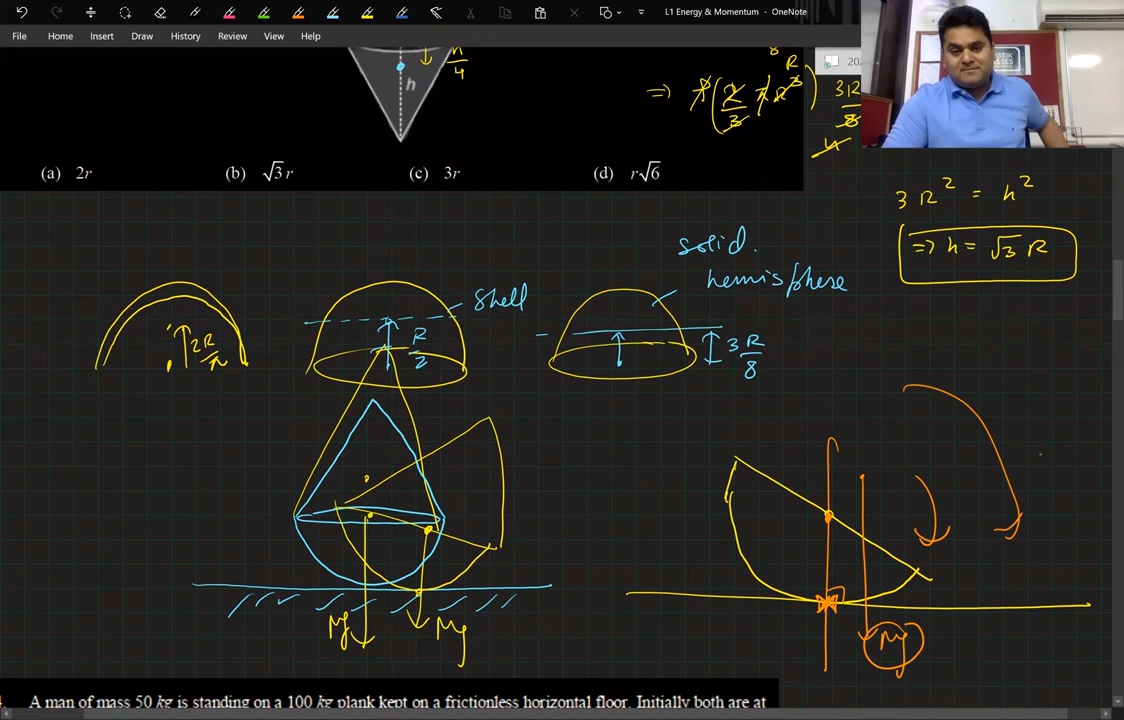 L1 Energy & Momentum - OneNote
File Home Insert Draw History Review View Help
h/4
h
3R
(a) 2r (b) √3 r (c) 3r (d) r√6
3R² = h²
⇒ h = √3 R
solid.
hemisphere
shell
2R/π
R/2
3R/8
Mg
Mg
Mg
A man of mass 50 kg is standing on a 100 kg plank kept on a frictionless horizontal floor. Initially both are at